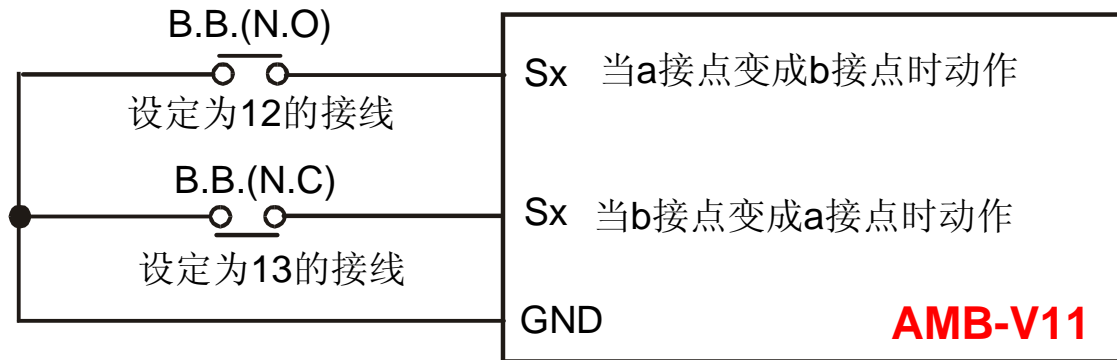 B.B.(N.O)
Sx 当a接点变成b接点时动作
设定为12的接线
B.B.(N.C)
Sx 当b接点变成a接点时动作
设定为13的接线
GND
AMB-V11